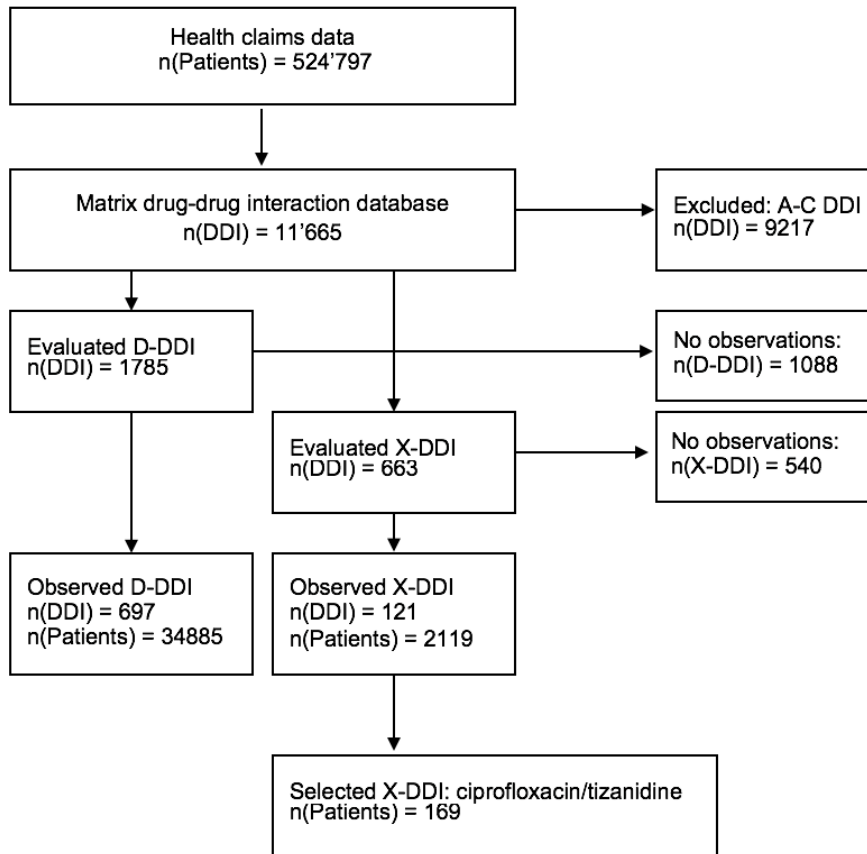 Health claims data
n(Patients) = 524'797
Matrix drug-drug interaction database
n(DDI) = 11'665
Excluded: A-C DDI
n(DDI) = 9217
Evaluated D-DDI
n(DDI) = 1785
No observations:
n(D-DDI) = 1088
Evaluated X-DDI
n(DDI) = 663
No observations:
n(X-DDI) = 540
Observed D-DDI
n(DDI) = 697
n(Patients) = 34885
Observed X-DDI
n(DDI) = 121
n(Patients) = 2119
Selected X-DDI: ciprofloxacin/tizanidine
n(Patients) = 169